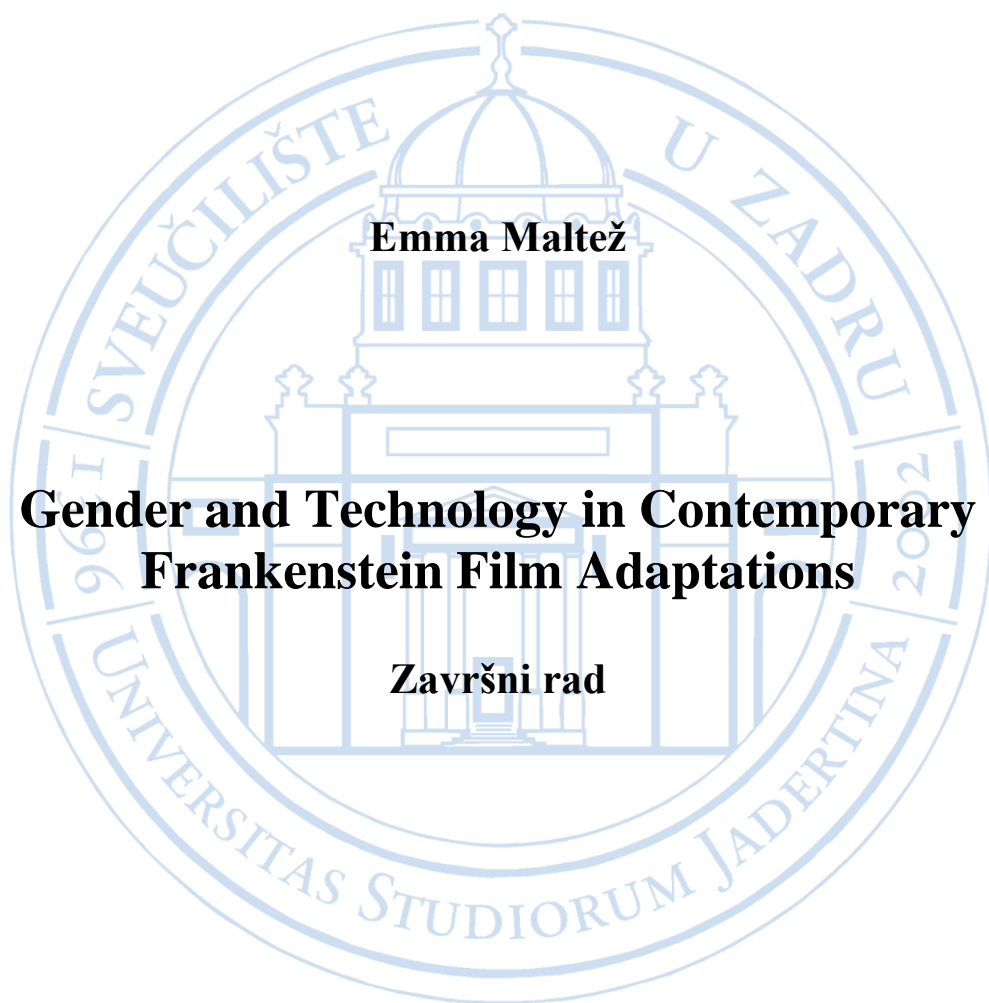 SVEUČILIŠTE U ZADRU
Emma Maltež
1396
2002
Gender and Technology in Contemporary
Frankenstein Film Adaptations
Završni rad
UNIVERSITAS STUDIORUM JADERTINA